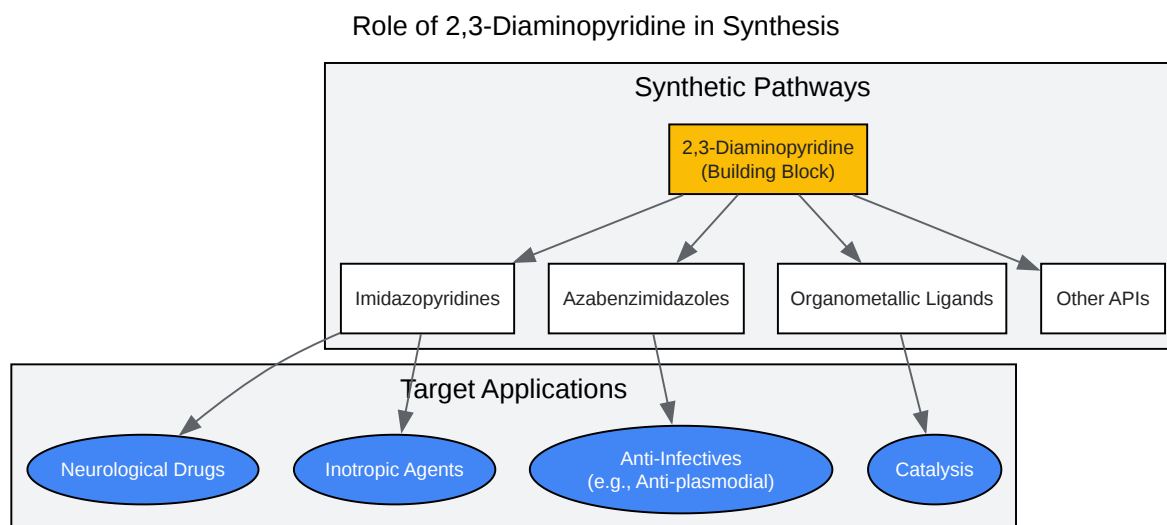 Role of 2,3-Diaminopyridine in Synthesis
Synthetic Pathways
2,3-Diaminopyridine
(Building Block)
Imidazopyridines
Azabenzimidazoles
Organometallic Ligands
Other APIs
Target Applications
Neurological Drugs
Inotropic Agents
Anti-Infectives
(e.g., Anti-plasmodial)
Catalysis